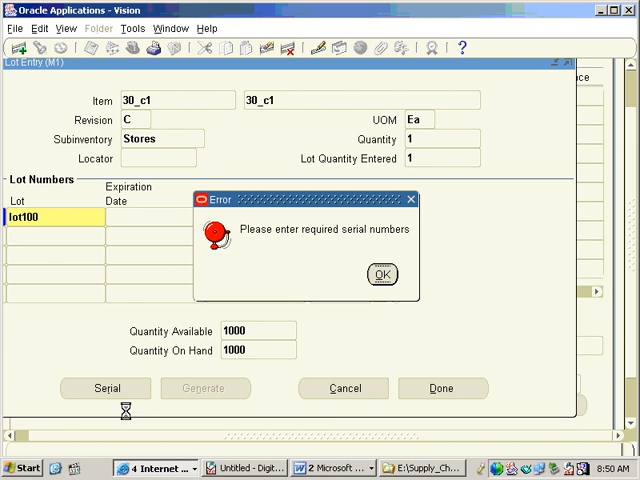 Oracle Applications - Vision
File Edit View Folder Tools Window Help
Lot Entry (M1)
Item 30_c1 30_c1
Revision C UOM Ea
Subinventory Stores Quantity 1
Locator Lot Quantity Entered 1
Lot Numbers
Expiration
Lot Date
lot100
Error
Please enter required serial numbers
OK
Quantity Available 1000
Quantity On Hand 1000
Serial Generate Cancel Done
Start 4 Internet ... Untitled - Digit... 2 Microsoft ... E:\Supply_Ch... 8:50 AM